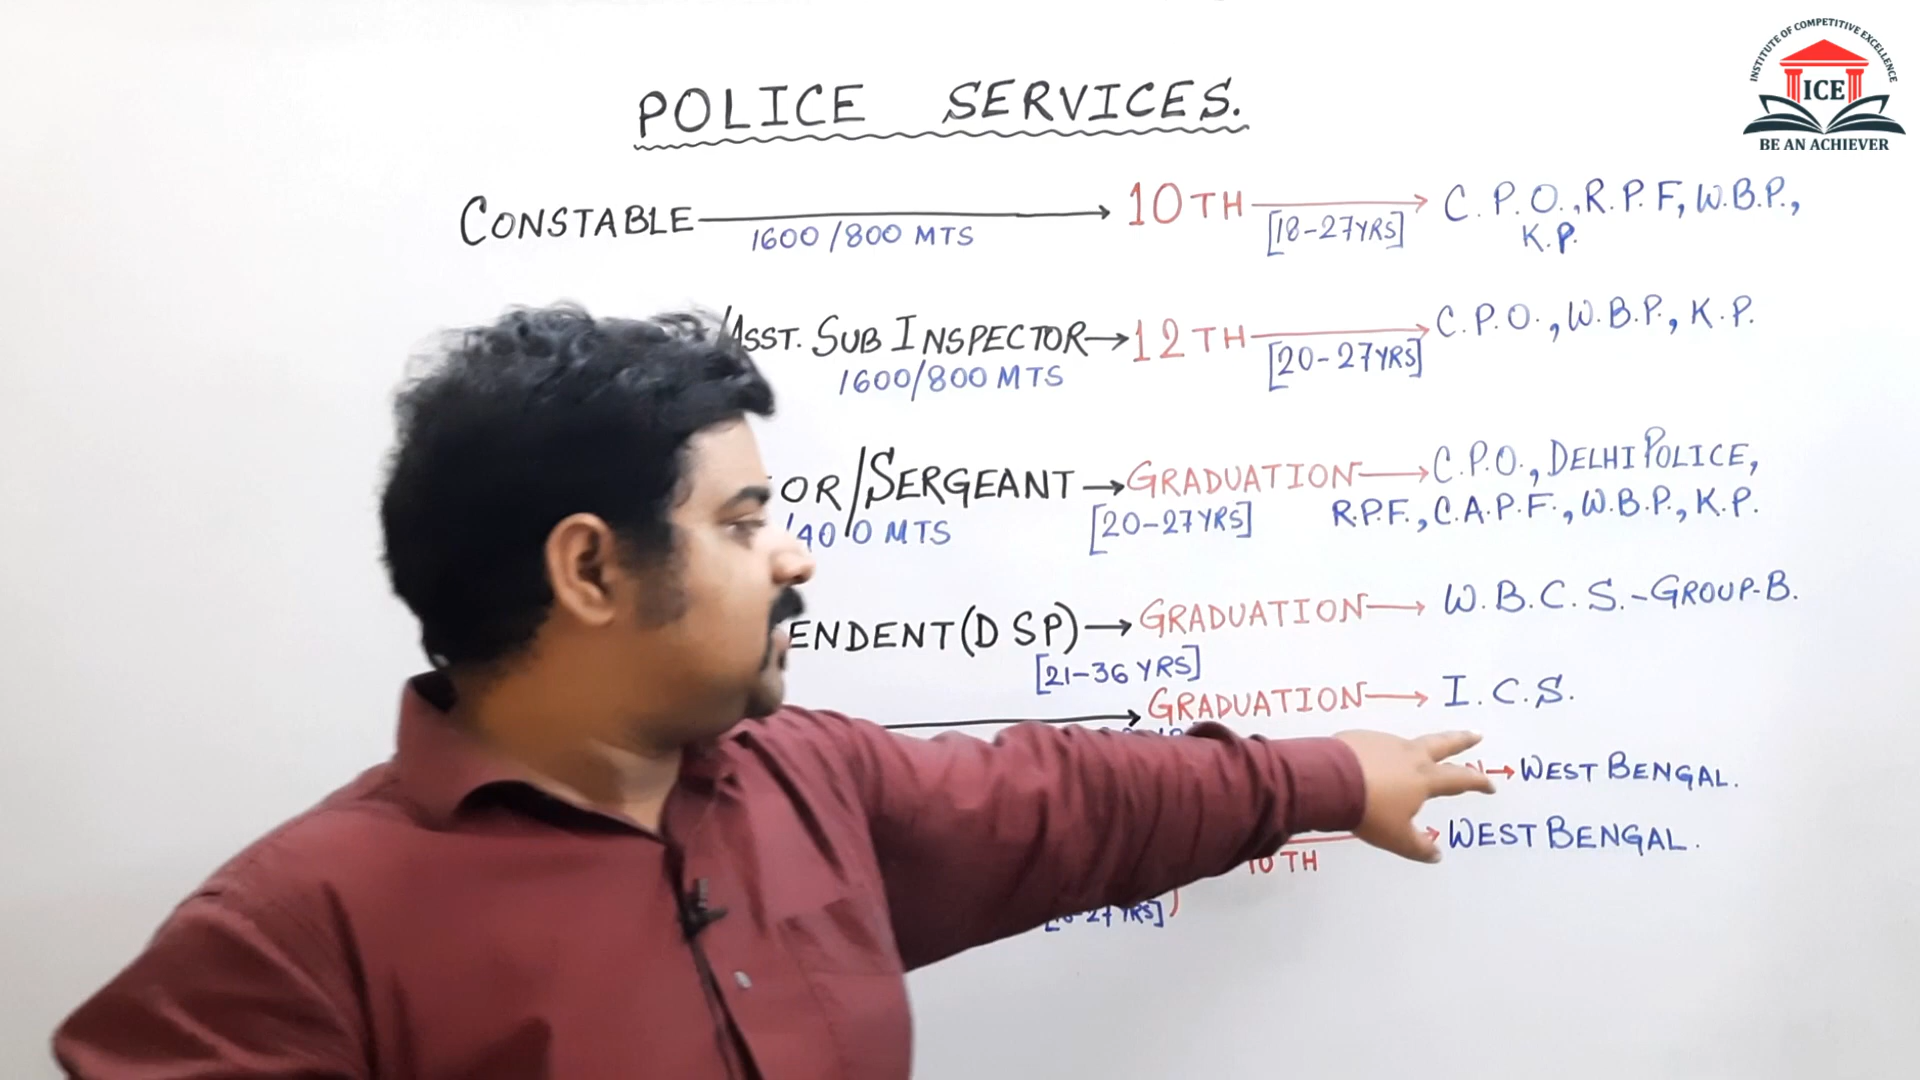 INSTITUTE OF COMPETITIVE EXCELLENCE
ICE
BE AN ACHIEVER
POLICE SERVICES.
CONSTABLE → 10TH → C.P.O., R.P.F, W.B.P.,
1600/800 MTS [18-27YRS] K.P.
/ASST. SUB INSPECTOR → 12TH → C.P.O., W.B.P., K.P.
1600/800 MTS [20-27YRS]
OR/SERGEANT → GRADUATION → C.P.O., DELHI POLICE,
/400 MTS [20-27YRS] R.P.F., C.A.P.F., W.B.P., K.P.
ENDENT(DSP) → GRADUATION → W.B.C.S.-GROUP-B.
[21-36 YRS]
→ GRADUATION → I.C.S.
N → WEST BENGAL.
→ WEST BENGAL.
10TH
-27 YRS]